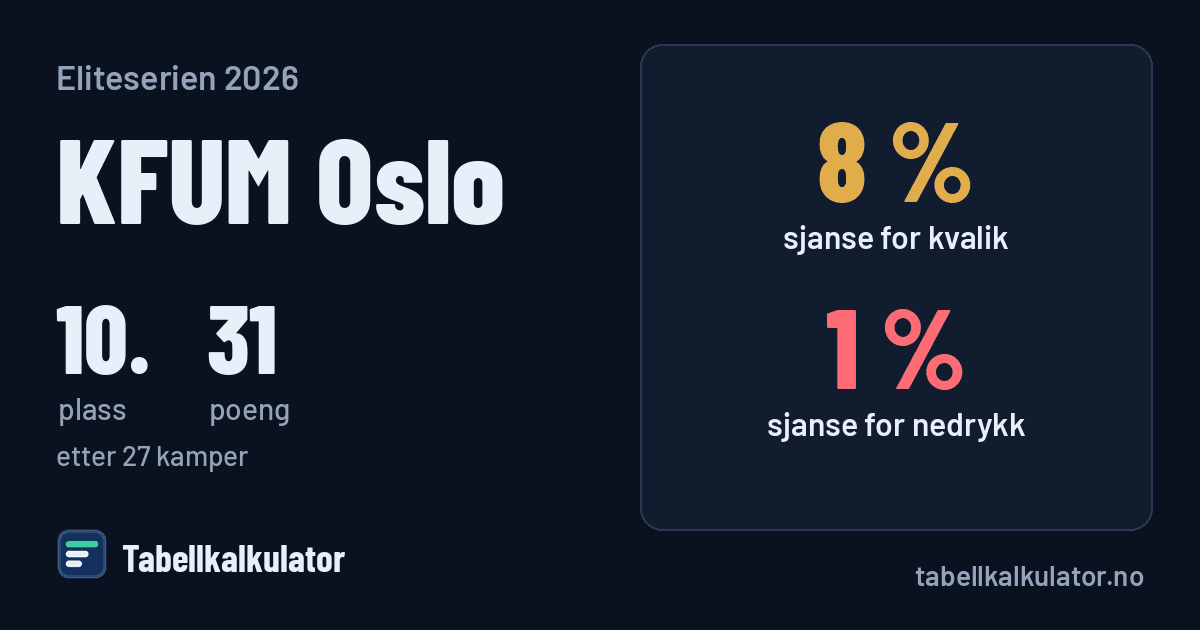 Eliteserien 2026
KFUM Oslo
10. 31
plass poeng
etter 27 kamper
Tabellkalkulator
8 %
sjanse for kvalik
1 %
sjanse for nedrykk
tabellkalkulator.no